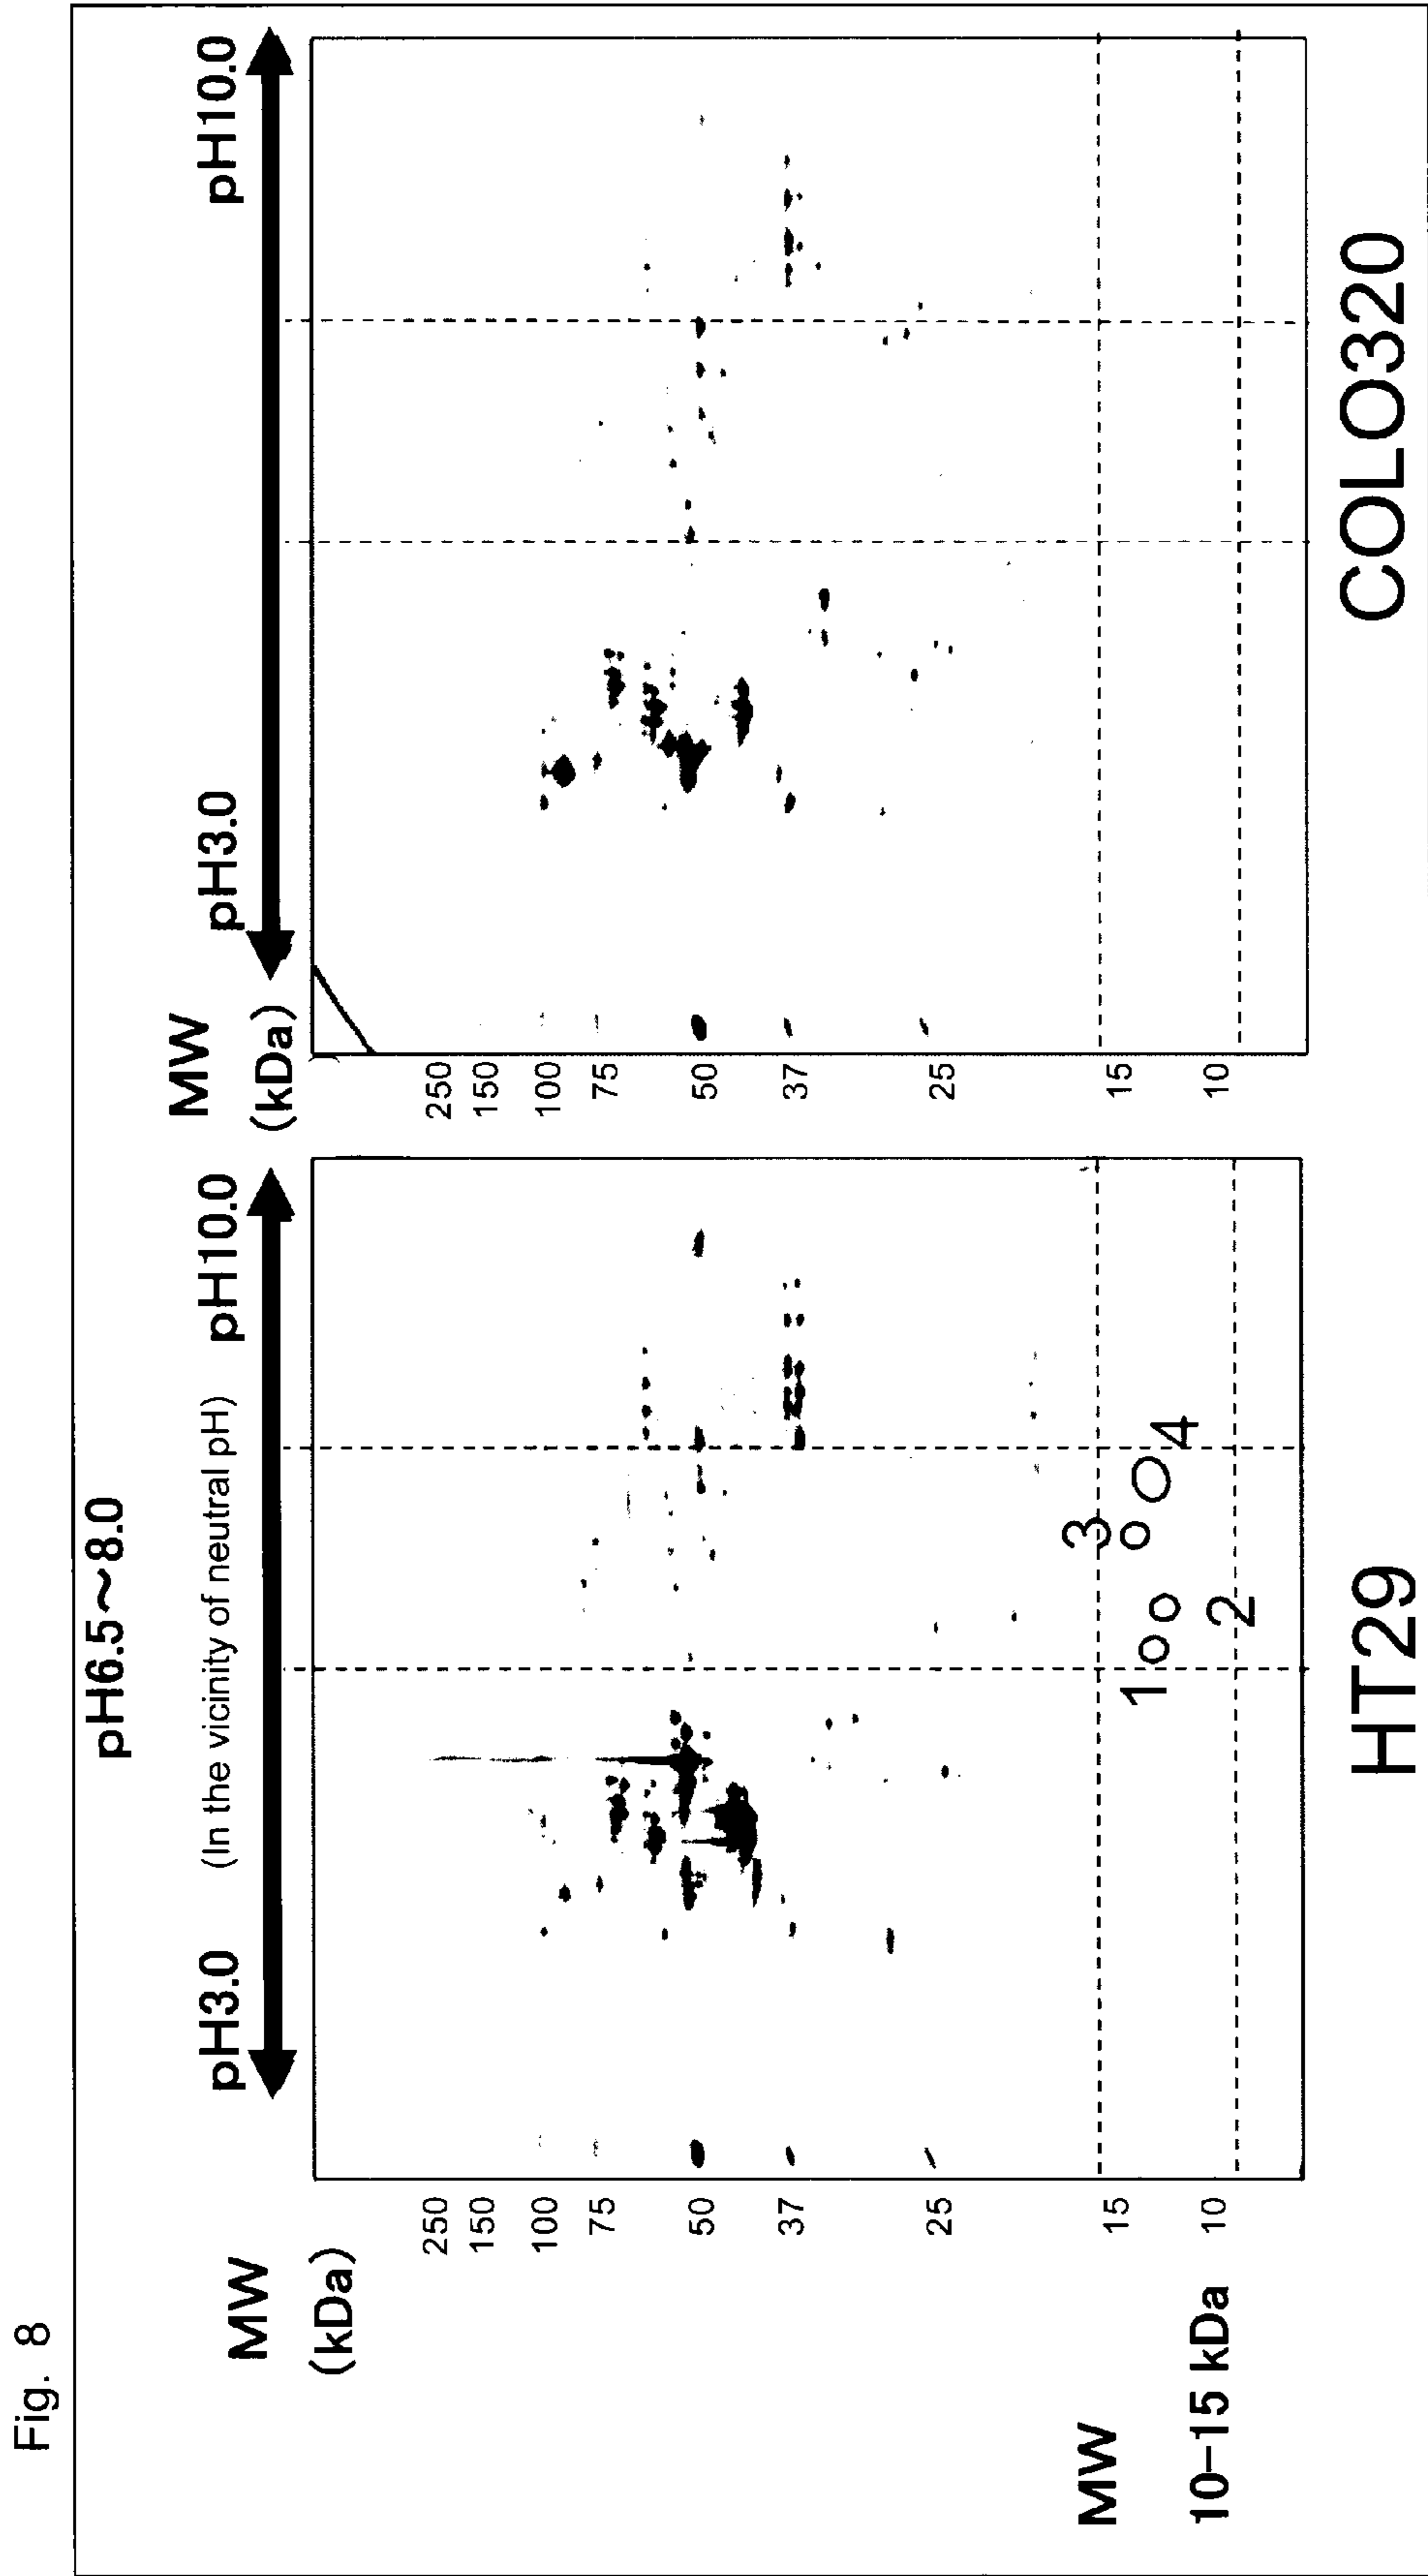 Fig. 8
pH6.5～8.0
MW
(kDa)
pH3.0
(In the vicinity of neutral pH)
pH10.0
250
150
100
75
50
37
25
15
10
MW
10–15 kDa
1
2
3
4
HT29
MW
(kDa)
pH3.0
pH10.0
250
150
100
75
50
37
25
15
10
COLO320